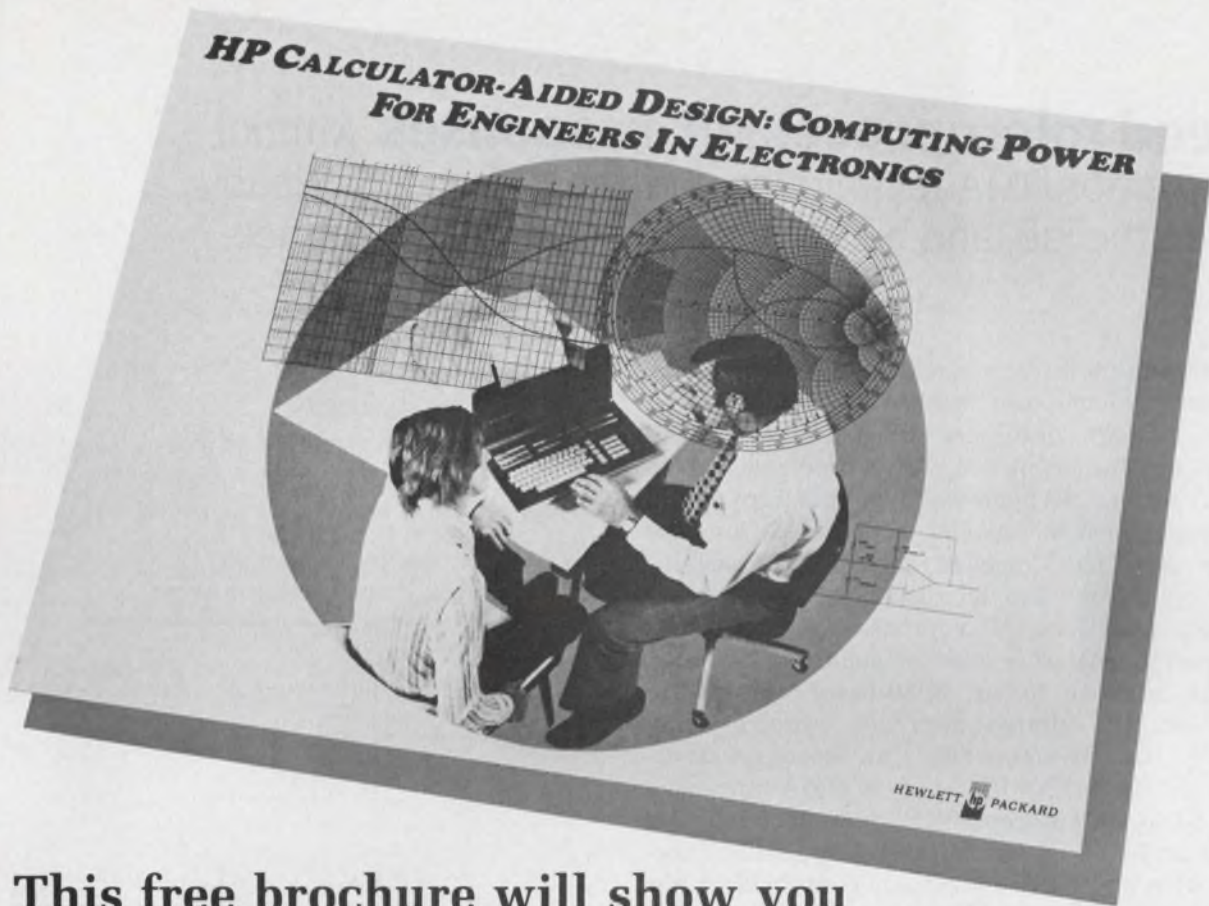 HP CALCULATOR-AIDED DESIGN: COMPUTING POWER
FOR ENGINEERS IN ELECTRONICS
HEWLETT hp PACKARD
This free brochure will show you